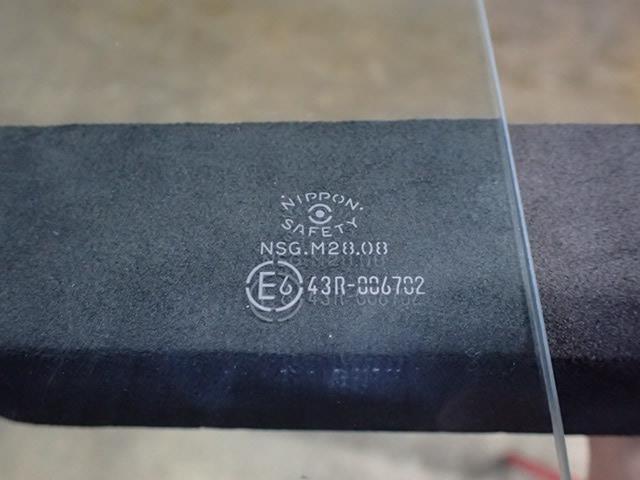 NIPPON
SAFETY
NSG.M28.08
E6 43R-006702